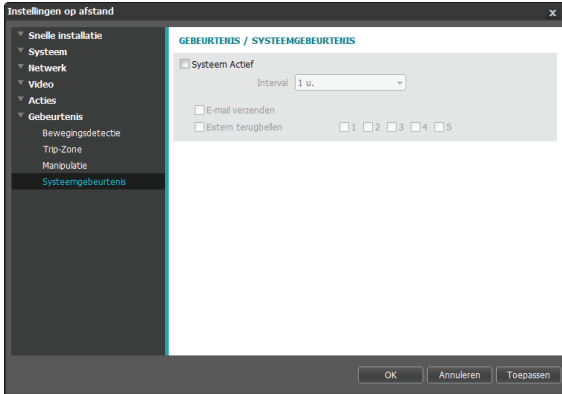 Instellingen op afstand x
Snelle installatie
Systeem
Netwerk
Video
Acties
Gebeurtenis
Bewegingsdetectie
Trip-Zone
Manipulatie
Systeemgebeurtenis
GEBEURTENIS / SYSTEEMGEBEURTENIS
Systeem Actief
Interval 1 u.
E-mail verzenden
Extern terugbellen 1 2 3 4 5
OK Annuleren Toepassen